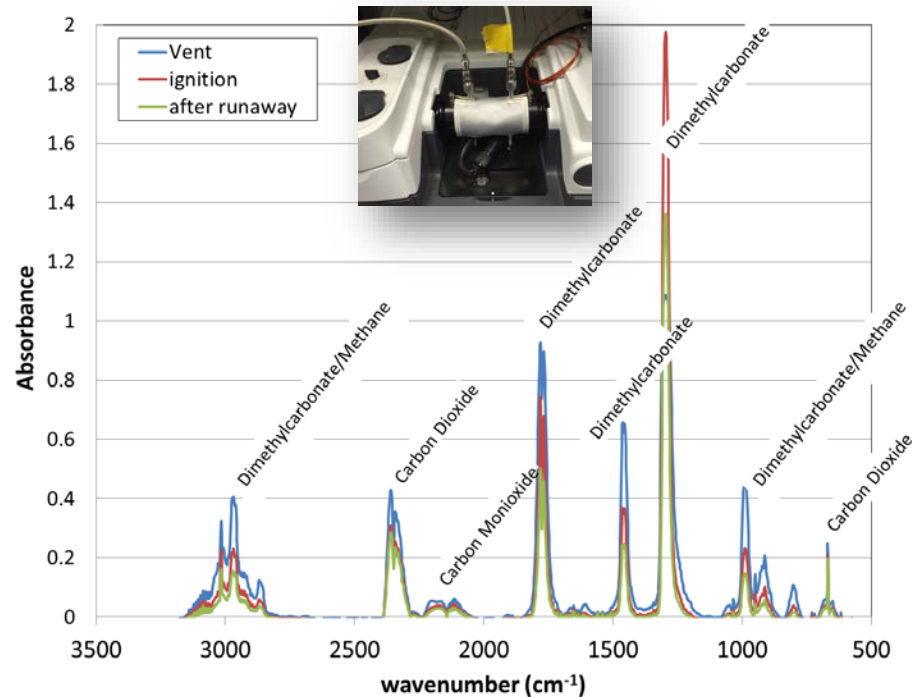 2
1.8
1.6
1.4
1.2
1
0.8
0.6
0.4
0.2
0
Absorbance
Vent
ignition
after runaway
Dimethylcarbonate/Methane
Carbon Dioxide
Carbon Monioxide
Dimethylcarbonate
Dimethylcarbonate
Dimethylcarbonate
Dimethylcarbonate/Methane
Carbon Dioxide
3500 3000 2500 2000 1500 1000 500
wavenumber (cm⁻¹)